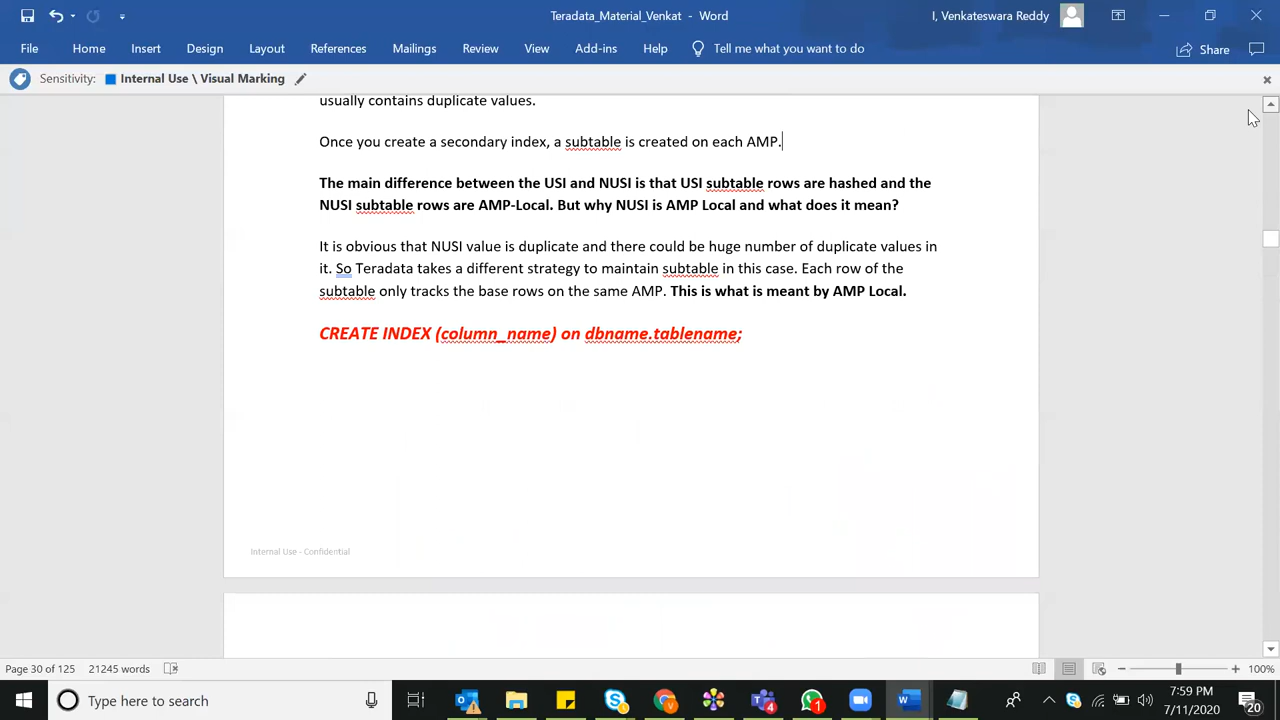 Teradata_Material_Venkat - Word
I, Venkateswara Reddy
File Home Insert Design Layout References Mailings Review View Add-ins Help Tell me what you want to do Share
Sensitivity: Internal Use \ Visual Marking
usually contains duplicate values.
Once you create a secondary index, a subtable is created on each AMP.
The main difference between the USI and NUSI is that USI subtable rows are hashed and the
NUSI subtable rows are AMP-Local. But why NUSI is AMP Local and what does it mean?
It is obvious that NUSI value is duplicate and there could be huge number of duplicate values in
it. So Teradata takes a different strategy to maintain subtable in this case. Each row of the
subtable only tracks the base rows on the same AMP. This is what is meant by AMP Local.
CREATE INDEX (column_name) on dbname.tablename;
Internal Use - Confidential
Page 30 of 125 21245 words 100%
Type here to search
1
4
7:59 PM
7/11/2020
20